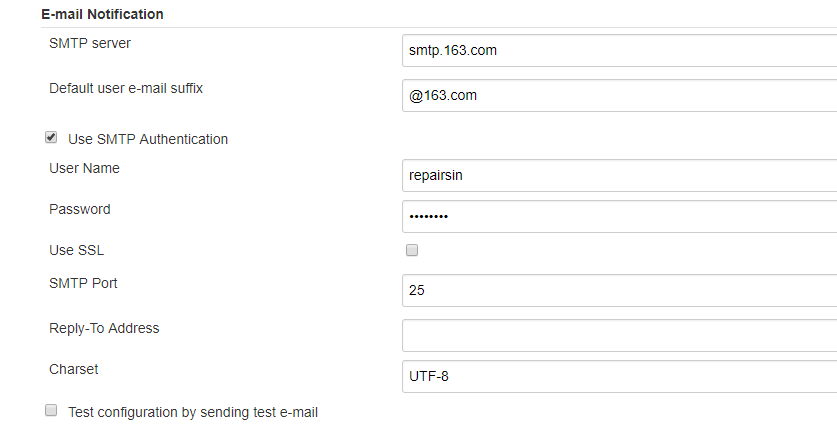 E-mail Notification
SMTP server
smtp.163.com
Default user e-mail suffix
@163.com
Use SMTP Authentication
User Name
repairsin
Password
••••••••
Use SSL
SMTP Port
25
Reply-To Address
Charset
UTF-8
Test configuration by sending test e-mail